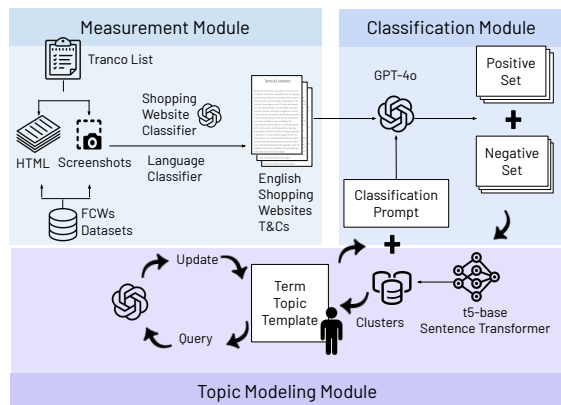 Measurement Module
Tranco List
Shopping
Website
Classifier
HTML
Screenshots
Language
Classifier
FCWs
Datasets
Terms & Conditions
English
Shopping
Websites
T&Cs
Classification Module
GPT-4o
Positive
Set
Negative
Set
Classification
Prompt
Update
Query
Term
Topic
Template
Clusters
t5-base
Sentence Transformer
Topic Modeling Module